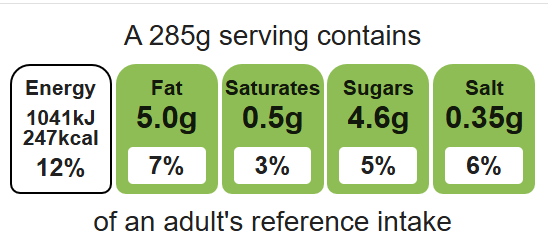 A 285g serving contains
Energy
1041kJ
247kcal
12%
Fat
5.0g
7%
Saturates
0.5g
3%
Sugars
4.6g
5%
Salt
0.35g
6%
of an adult's reference intake